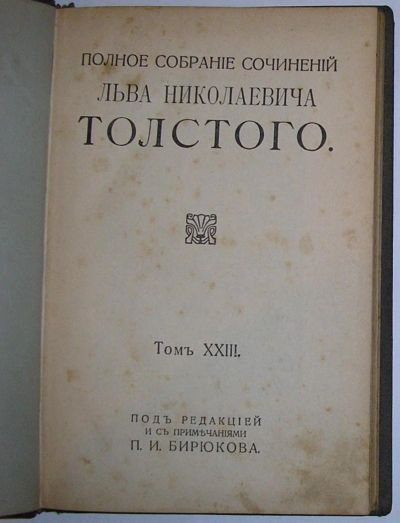 ПОЛНОЕ СОБРАНІЕ СОЧИНЕНІЙ
ЛЬВА НИКОЛАЕВИЧА
ТОЛСТОГО.
Томъ XXIII.
ПОДЪ РЕДАКЦІЕЙ
И СЪ ПРИМѢЧАНІЯМИ
П. И. БИРЮКОВА.